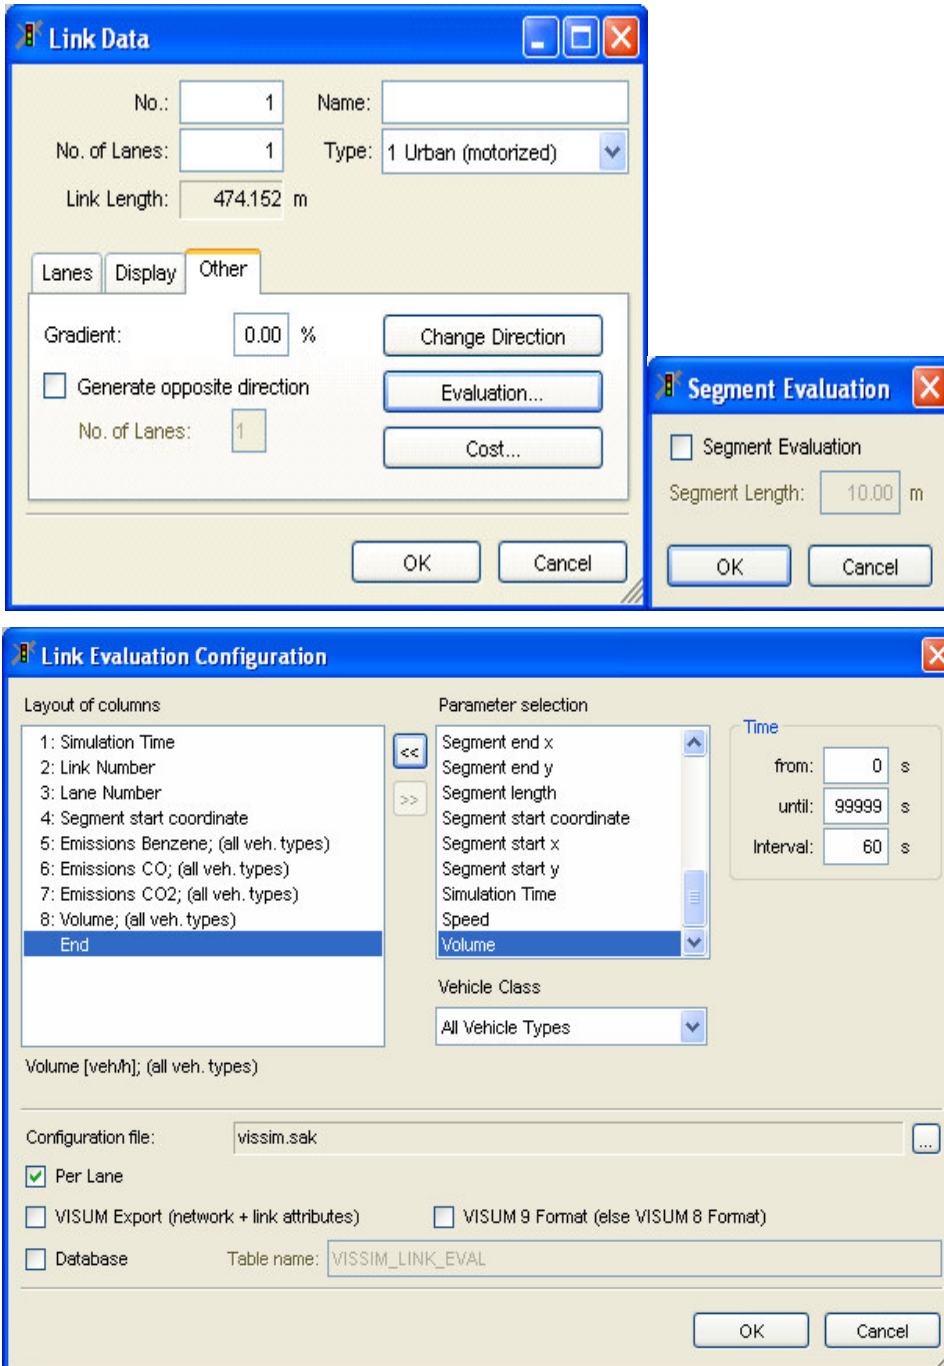 Link Data
No.: 1 Name:
No. of Lanes: 1 Type: 1 Urban (motorized)
Link Length: 474.152 m
Lanes Display Other
Gradient: 0.00 % Change Direction
Generate opposite direction Evaluation...
No. of Lanes: 1 Cost...
OK Cancel
Segment Evaluation
Segment Evaluation
Segment Length: 10.00 m
OK Cancel
Link Evaluation Configuration
Layout of columns
1: Simulation Time
2: Link Number
3: Lane Number
4: Segment start coordinate
5: Emissions Benzene; (all veh. types)
6: Emissions CO; (all veh. types)
7: Emissions CO2; (all veh. types)
8: Volume; (all veh. types)
End
<<
>>
Parameter selection
Segment end x
Segment end y
Segment length
Segment start coordinate
Segment start x
Segment start y
Simulation Time
Speed
Volume
Vehicle Class
All Vehicle Types
Time
from: 0 s
until: 99999 s
Interval: 60 s
Volume [veh/h]; (all veh. types)
Configuration file: vissim.sak ...
Per Lane
VISUM Export (network + link attributes) VISUM 9 Format (else VISUM 8 Format)
Database Table name: VISSIM_LINK_EVAL
OK Cancel